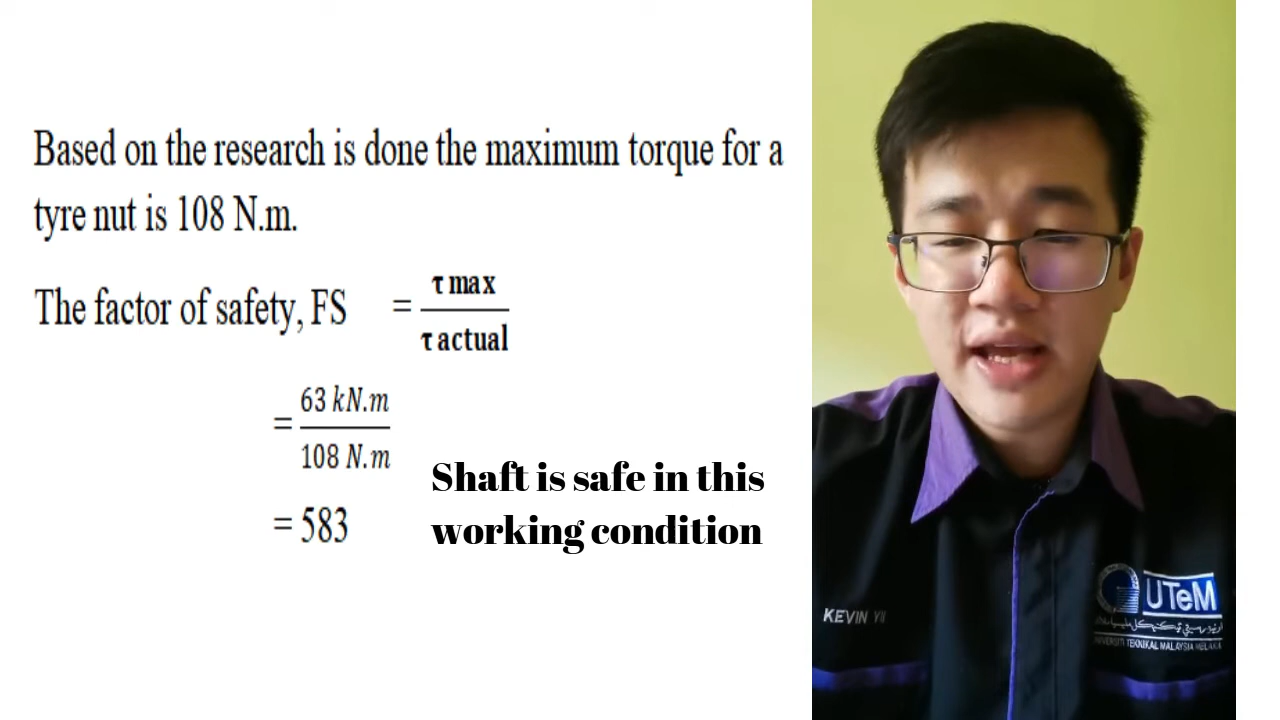 Based on the research is done the maximum torque for a
tyre nut is 108 N.m.
The factor of safety, FS = τ max / τ actual
= 63 kN.m / 108 N.m
= 583
Shaft is safe in this
working condition
KEVIN YII
UTeM
UNIVERSITI TEKNIKAL MALAYSIA MELAKA